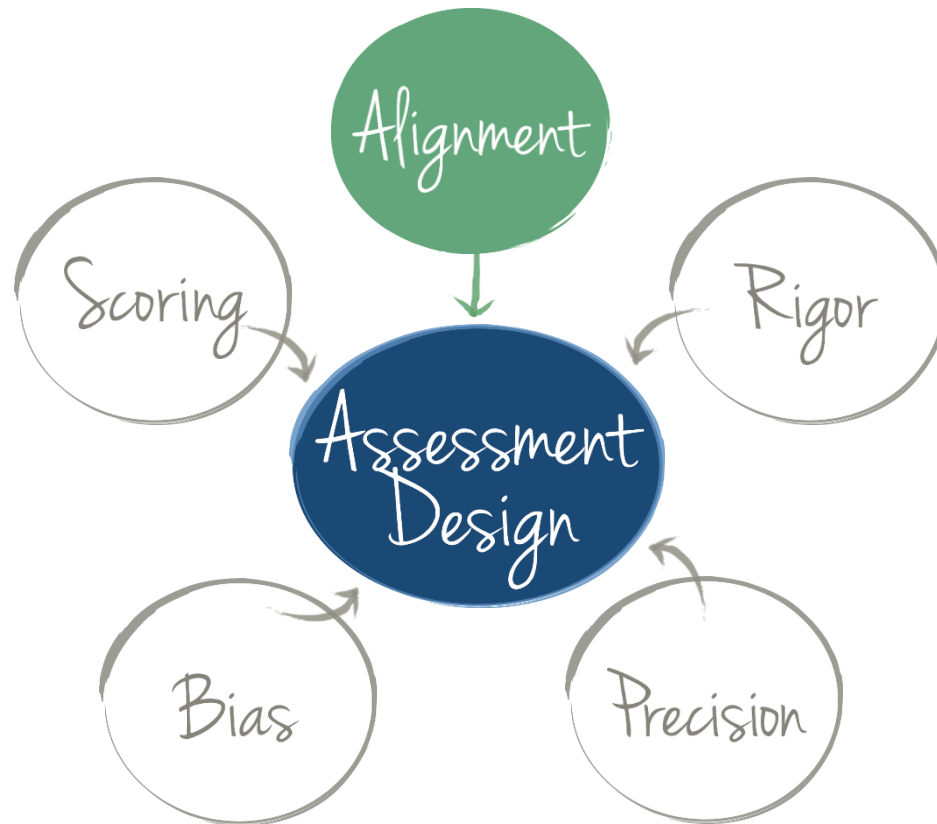 Alignment
Scoring
Rigor
Assessment
Design
Bias
Precision